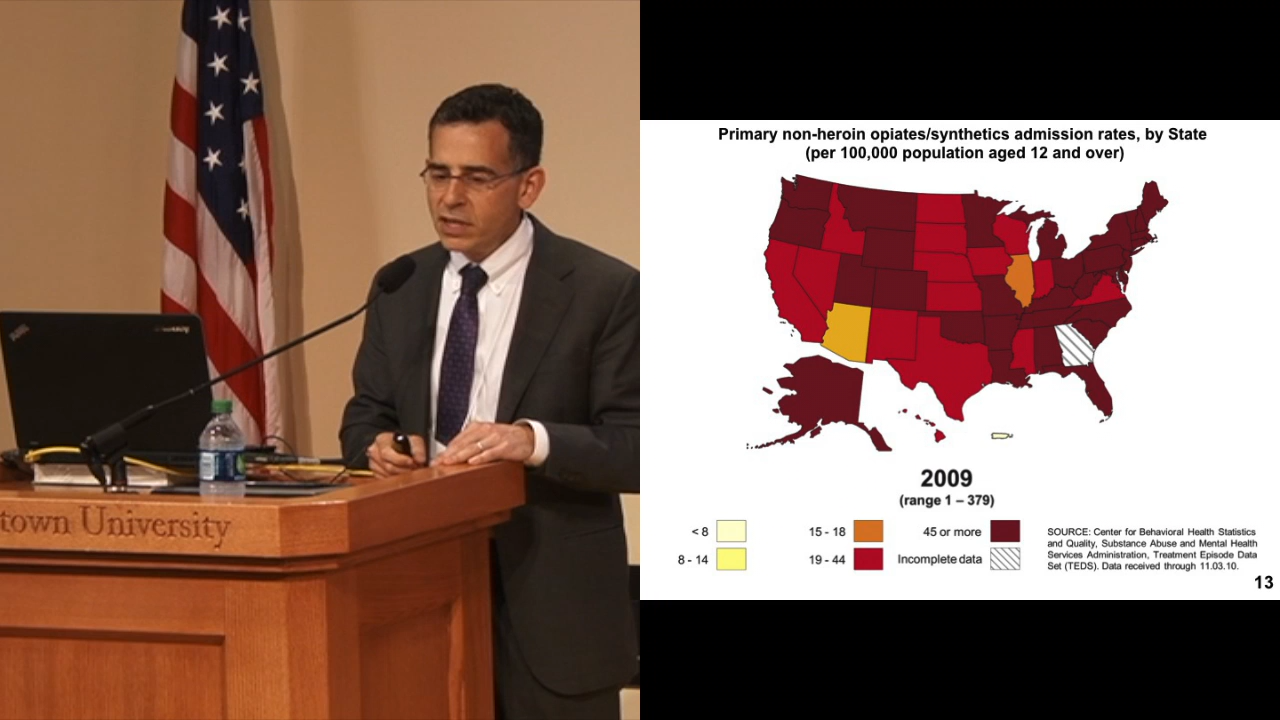 town University
Primary non-heroin opiates/synthetics admission rates, by State
(per 100,000 population aged 12 and over)
2009
(range 1 – 379)
< 8
15 - 18
45 or more
8 - 14
19 - 44
Incomplete data
SOURCE: Center for Behavioral Health Statistics
and Quality, Substance Abuse and Mental Health
Services Administration, Treatment Episode Data
Set (TEDS). Data received through 11.03.10.
13